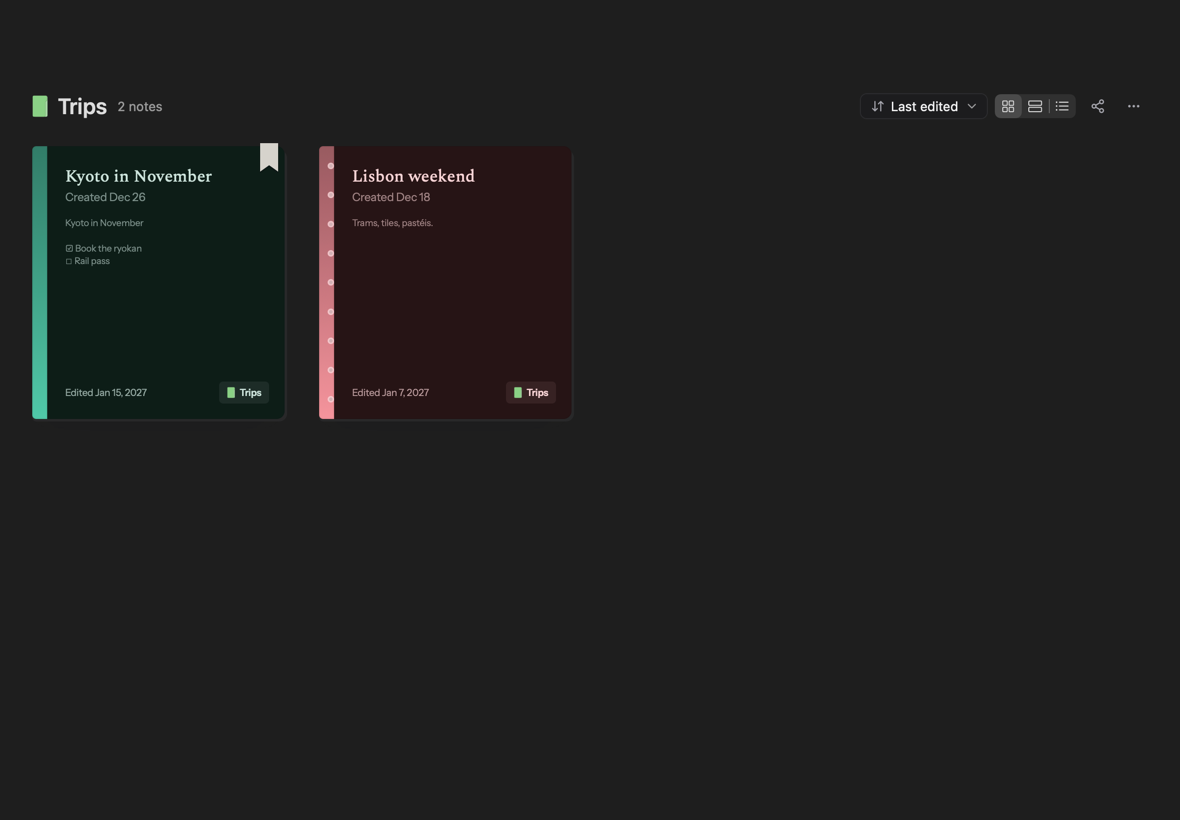 Trips 2 notes
Last edited
Kyoto in November
Created Dec 26
Kyoto in November
☑ Book the ryokan
☐ Rail pass
Edited Jan 15, 2027
Trips
Lisbon weekend
Created Dec 18
Trams, tiles, pastéis.
Edited Jan 7, 2027
Trips